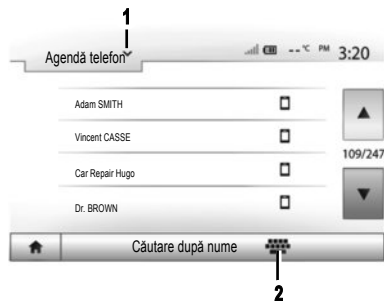 1
Agendă telefon
--°C PM 3:20
Adam SMITH
Vincent CASSE
109/247
Car Repair Hugo
Dr. BROWN
Căutare după nume
2